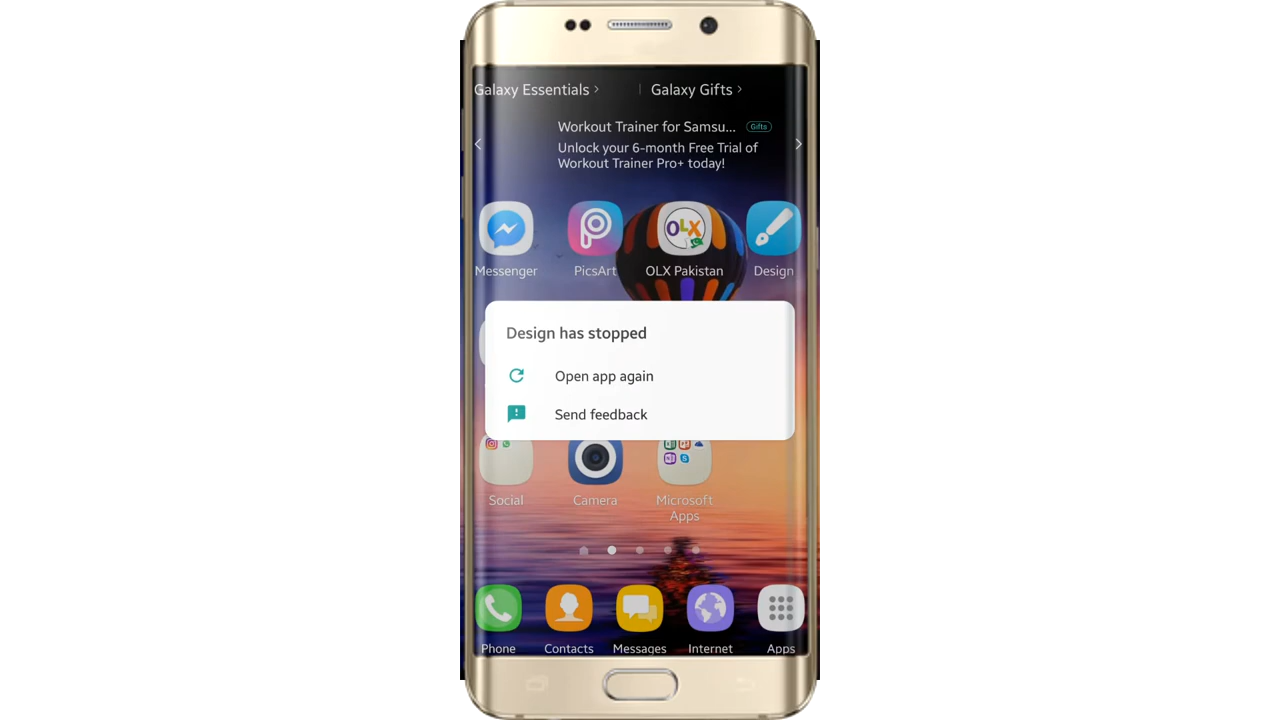 Galaxy Essentials ›
Galaxy Gifts ›
Workout Trainer for Samsu... Gifts
Unlock your 6-month Free Trial of
Workout Trainer Pro+ today!
OLX
Messenger
PicsArt
OLX Pakistan
Design
Design has stopped
Open app again
Send feedback
Social
Camera
Microsoft
Apps
Phone
Contacts
Messages
Internet
Apps